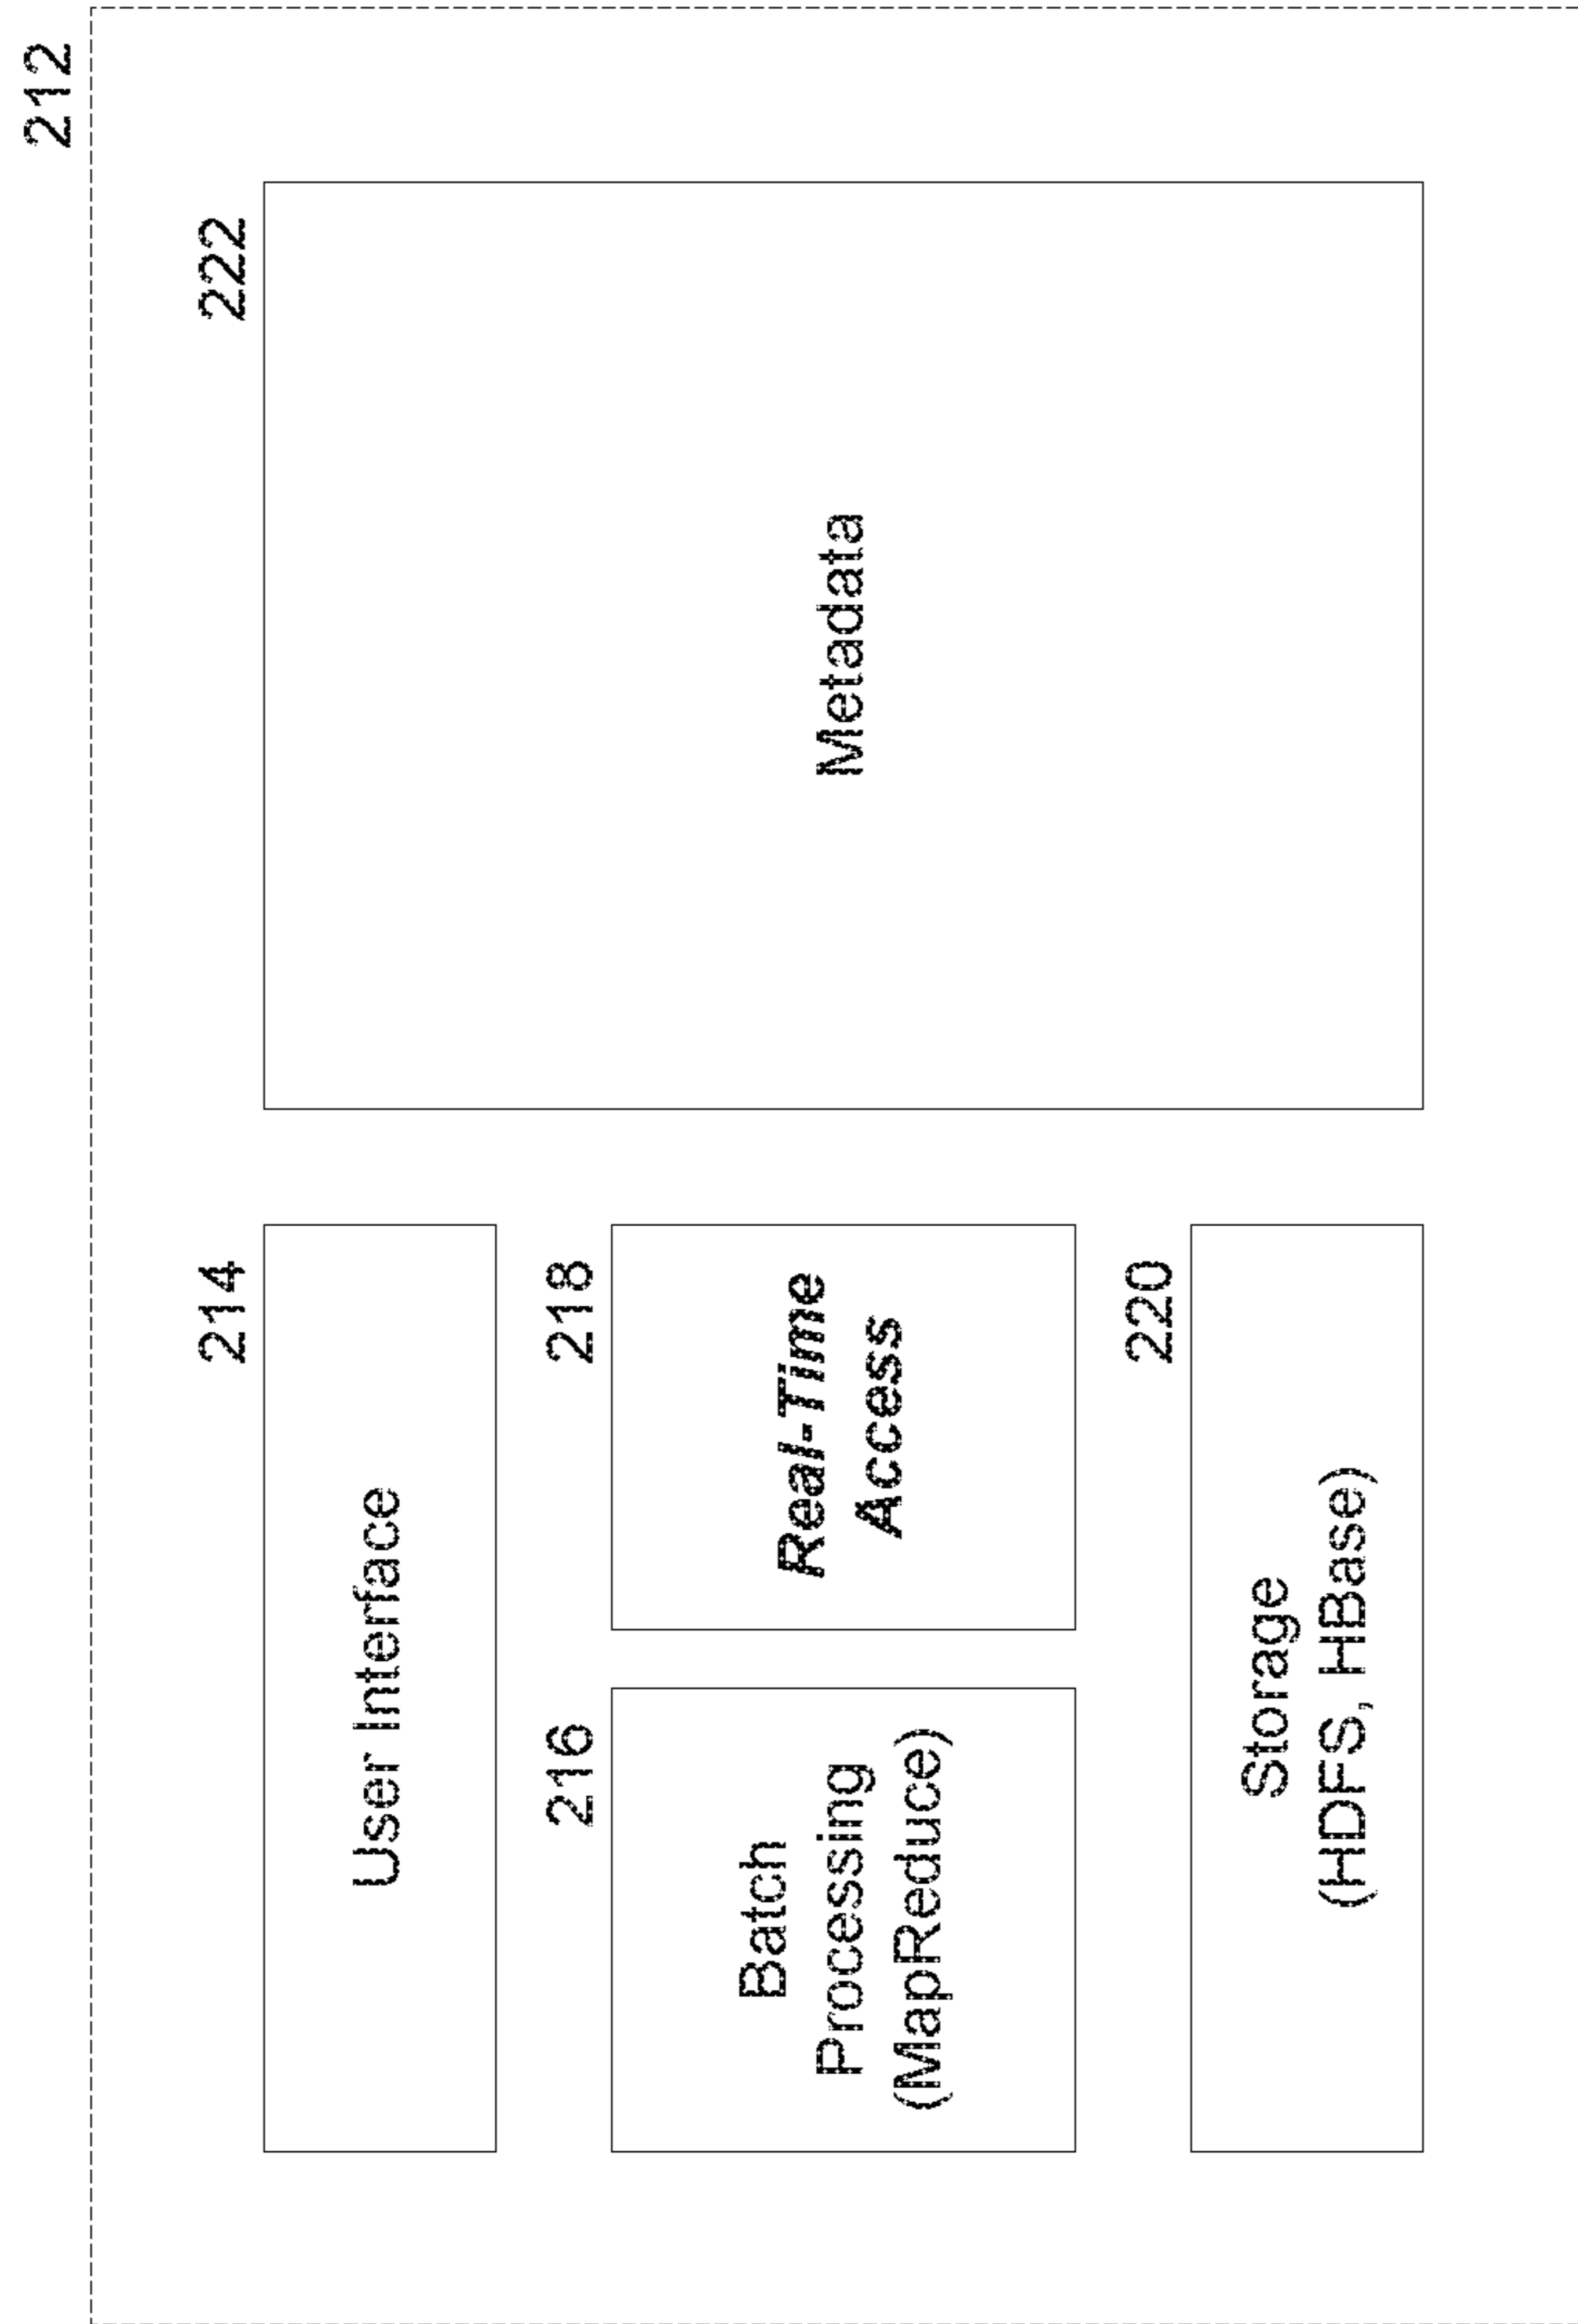 212
214
User Interface
216
Batch
Processing
(MapReduce)
218
Real-Time
Access
220
Storage
(HDFS, HBase)
222
Metadata